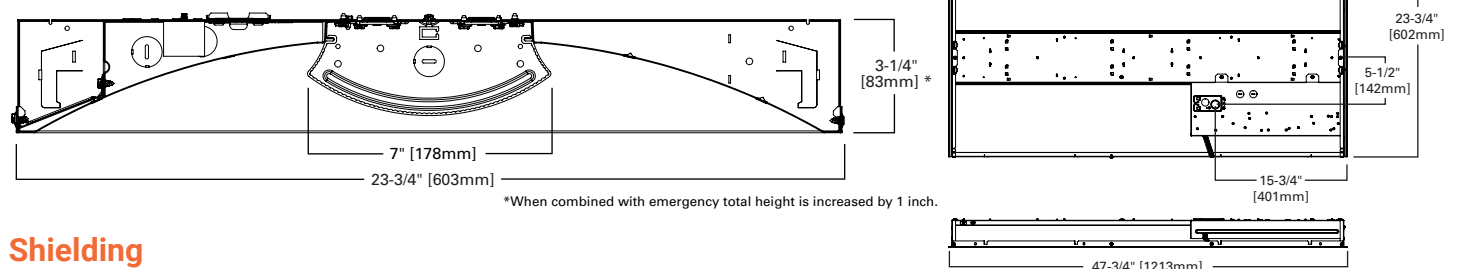 3-1/4"
[83mm] *
7" [178mm]
23-3/4" [603mm]
*When combined with emergency total height is increased by 1 inch.
23-3/4"
[602mm]
5-1/2"
[142mm]
15-3/4"
[401mm]
47-3/4" [1213mm]
Shielding